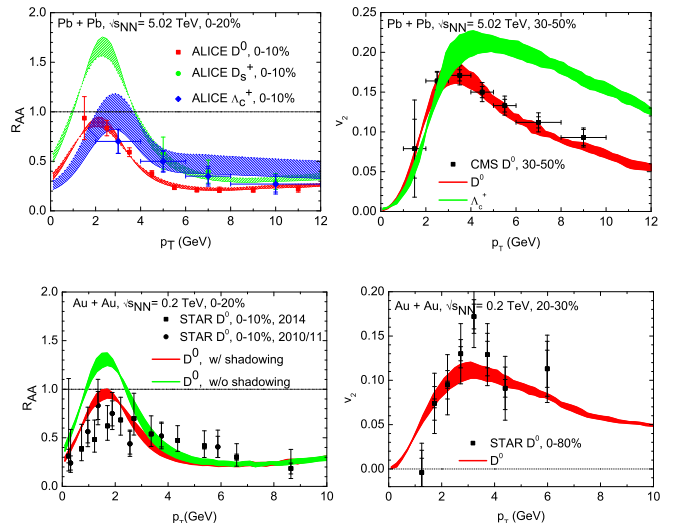 Pb + Pb, √sNN= 5.02 TeV, 0-20%
ALICE D0, 0-10%
ALICE Ds+, 0-10%
ALICE Λc+, 0-10%
RAA
2.0
1.5
1.0
0.5
0.0
0 2 4 6 8 10 12
pT (GeV)
Pb + Pb, √sNN= 5.02 TeV, 30-50%
CMS D0, 30-50%
D0
Λc+
v2
0.25
0.20
0.15
0.10
0.05
0.00
0 2 4 6 8 10 12
pT (GeV)
Au + Au, √sNN= 0.2 TeV, 0-20%
STAR D0, 0-10%, 2014
STAR D0, 0-10%, 2010/11
D0, w/ shadowing
D0, w/o shadowing
RAA
2.0
1.5
1.0
0.5
0.0
0 2 4 6 8 10
pT(GeV)
Au + Au, √sNN= 0.2 TeV, 20-30%
STAR D0, 0-80%
D0
v2
0.20
0.15
0.10
0.05
0.00
0 2 4 6 8 10
pT (GeV)